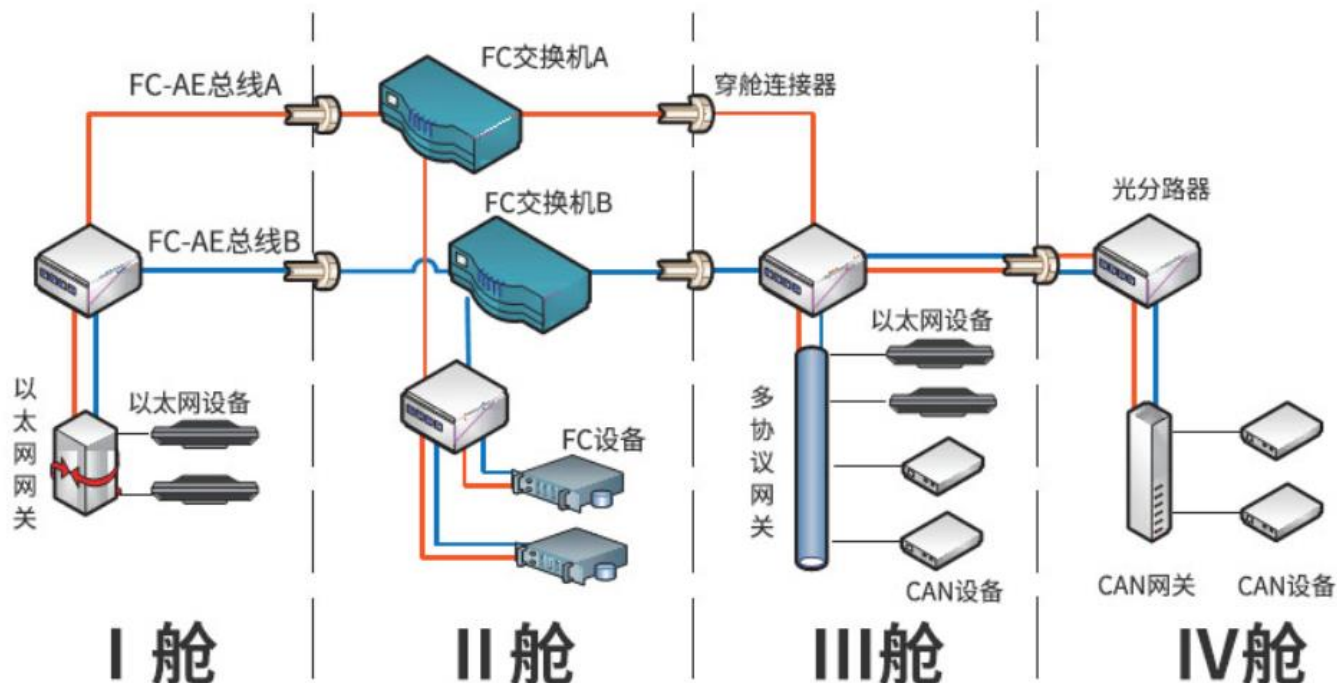 FC交换机A
FC-AE总线A
穿舱连接器
光分路器
FC交换机B
FC-AE总线B
以太网设备
以太网网关
以太网设备
多协议网关
FC设备
CAN设备
CAN网关
CAN设备
I 舱
II 舱
III舱
IV舱